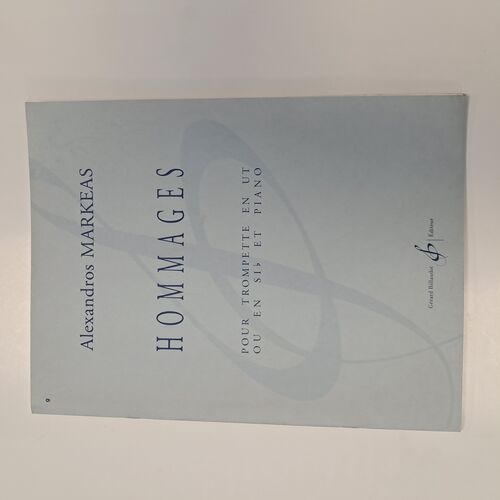 9
Alexandros MARKEAS
HOMMAGES
POUR TROMPETTE EN UT
OU EN SI♭ ET PIANO
Gérard Billaudot Éditeur